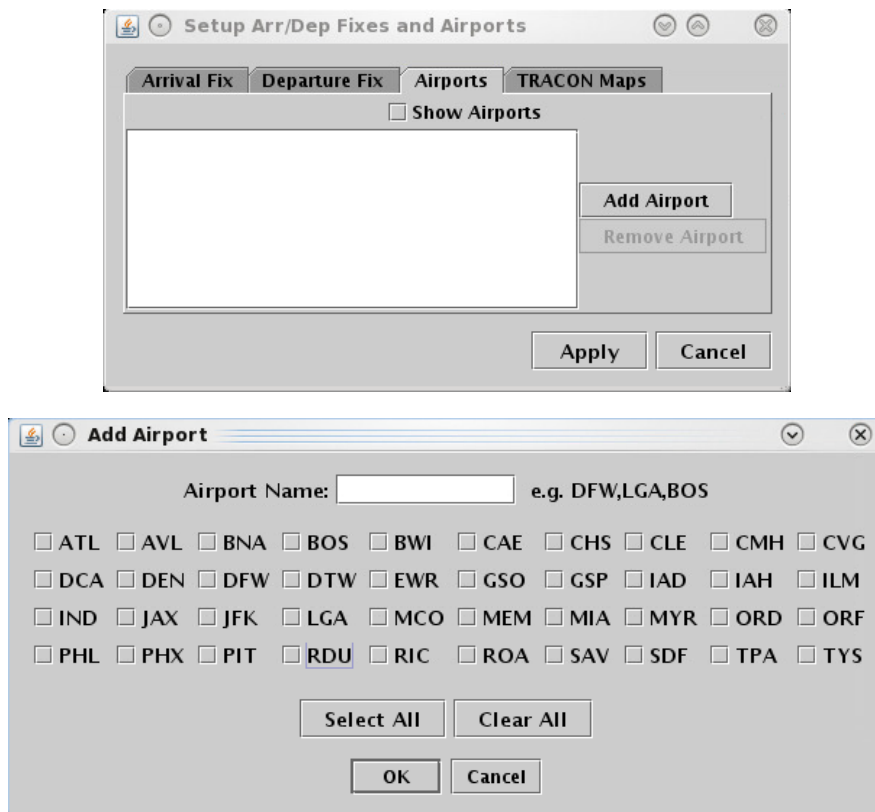 Setup Arr/Dep Fixes and Airports
Arrival Fix Departure Fix Airports TRACON Maps
Show Airports
Add Airport
Remove Airport
Apply Cancel
Add Airport
Airport Name: e.g. DFW,LGA,BOS
ATL AVL BNA BOS BWI CAE CHS CLE CMH CVG
DCA DEN DFW DTW EWR GSO GSP IAD IAH ILM
IND JAX JFK LGA MCO MEM MIA MYR ORD ORF
PHL PHX PIT RDU RIC ROA SAV SDF TPA TYS
Select All Clear All
OK Cancel